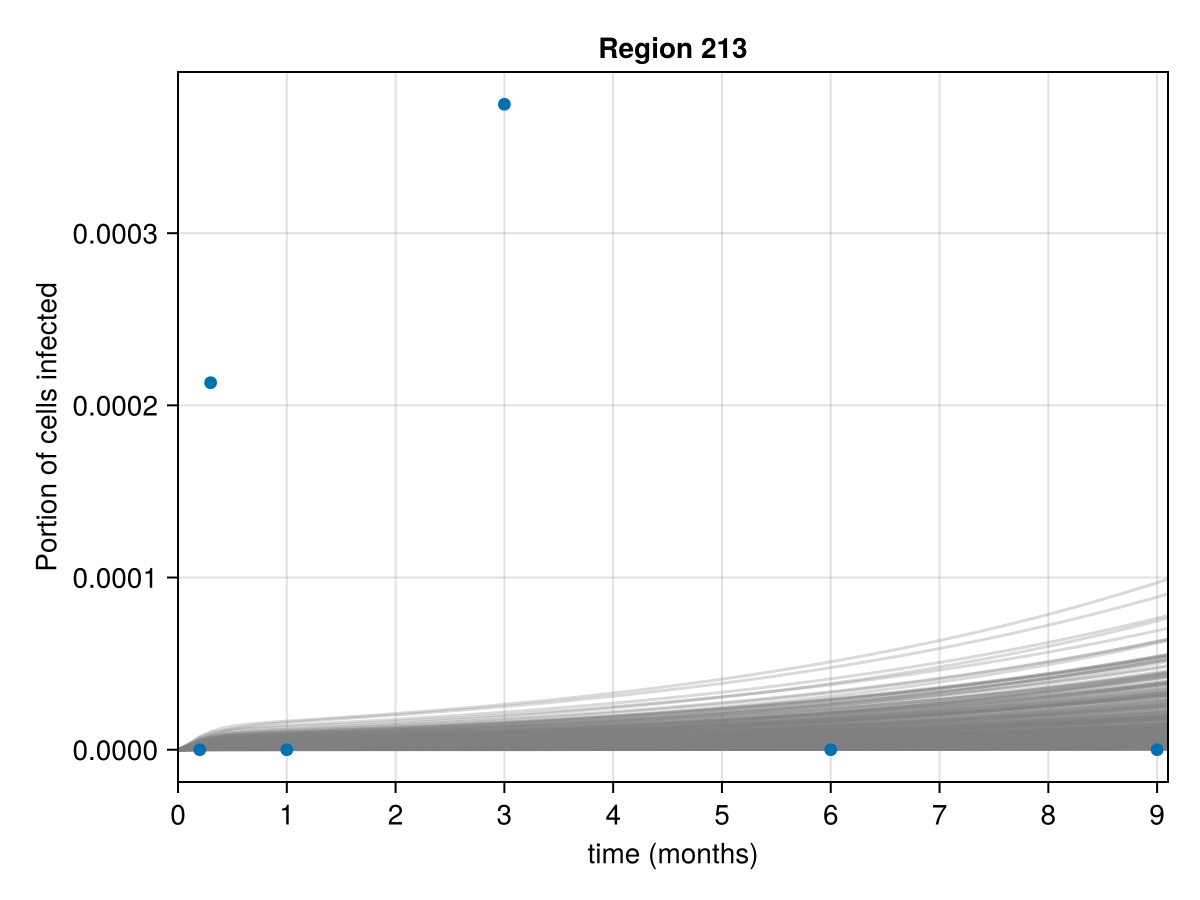 Region 213
Portion of cells infected
0.0003
0.0002
0.0001
0.0000
0 1 2 3 4 5 6 7 8 9
time (months)